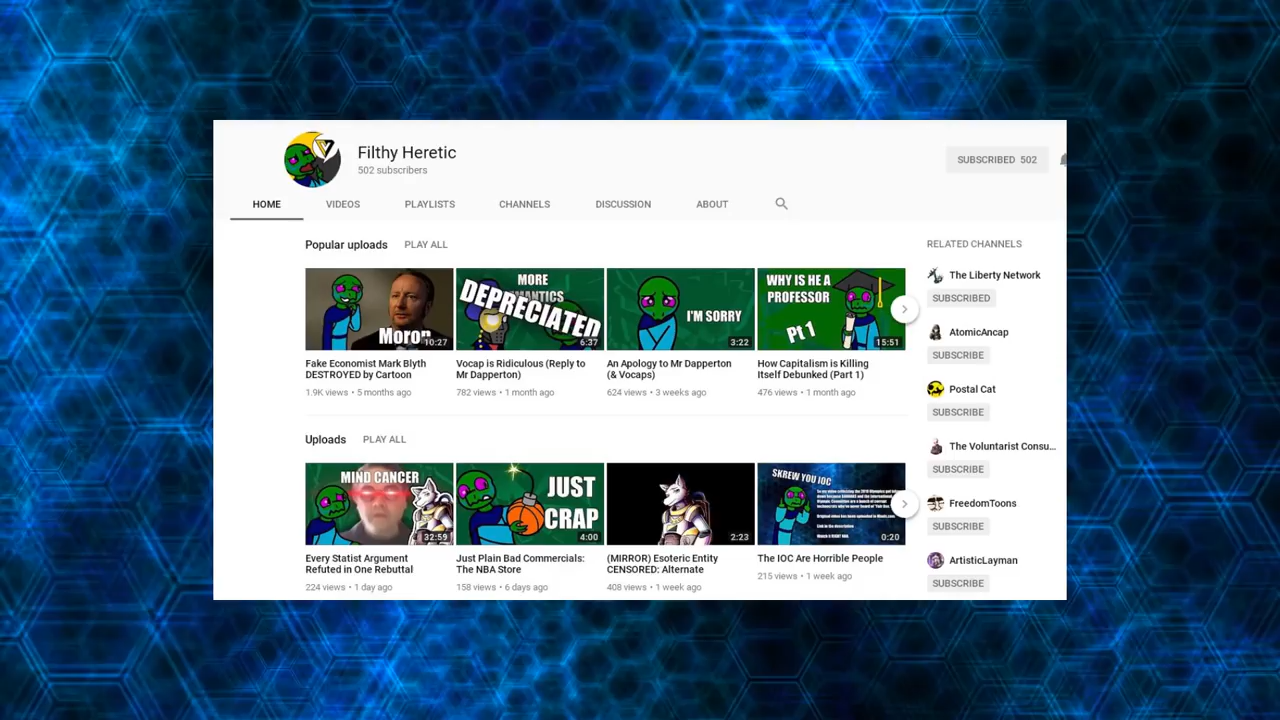 Filthy Heretic
502 subscribers
SUBSCRIBED 502
HOME VIDEOS PLAYLISTS CHANNELS DISCUSSION ABOUT
Popular uploads PLAY ALL
RELATED CHANNELS
Moron
10:27
MORE
DEPRECIATED
6:37
I'M SORRY
3:22
WHY IS HE A
PROFESSOR
Pt 1
15:51
Fake Economist Mark Blyth
DESTROYED by Cartoon
1.9K views • 5 months ago
Vocap is Ridiculous (Reply to
Mr Dapperton)
782 views • 1 month ago
An Apology to Mr Dapperton
(& Vocaps)
624 views • 3 weeks ago
How Capitalism is Killing
Itself Debunked (Part 1)
476 views • 1 month ago
Uploads PLAY ALL
MIND CANCER
32:59
JUST
CRAP
4:00
2:23
SKREW YOU IOC
0:20
Every Statist Argument
Refuted in One Rebuttal
224 views • 1 day ago
Just Plain Bad Commercials:
The NBA Store
158 views • 6 days ago
(MIRROR) Esoteric Entity
CENSORED: Alternate
408 views • 1 week ago
The IOC Are Horrible People
215 views • 1 week ago
The Liberty Network
SUBSCRIBED
AtomicAncap
SUBSCRIBE
Postal Cat
SUBSCRIBE
The Voluntarist Consu...
SUBSCRIBE
FreedomToons
SUBSCRIBE
ArtisticLayman
SUBSCRIBE